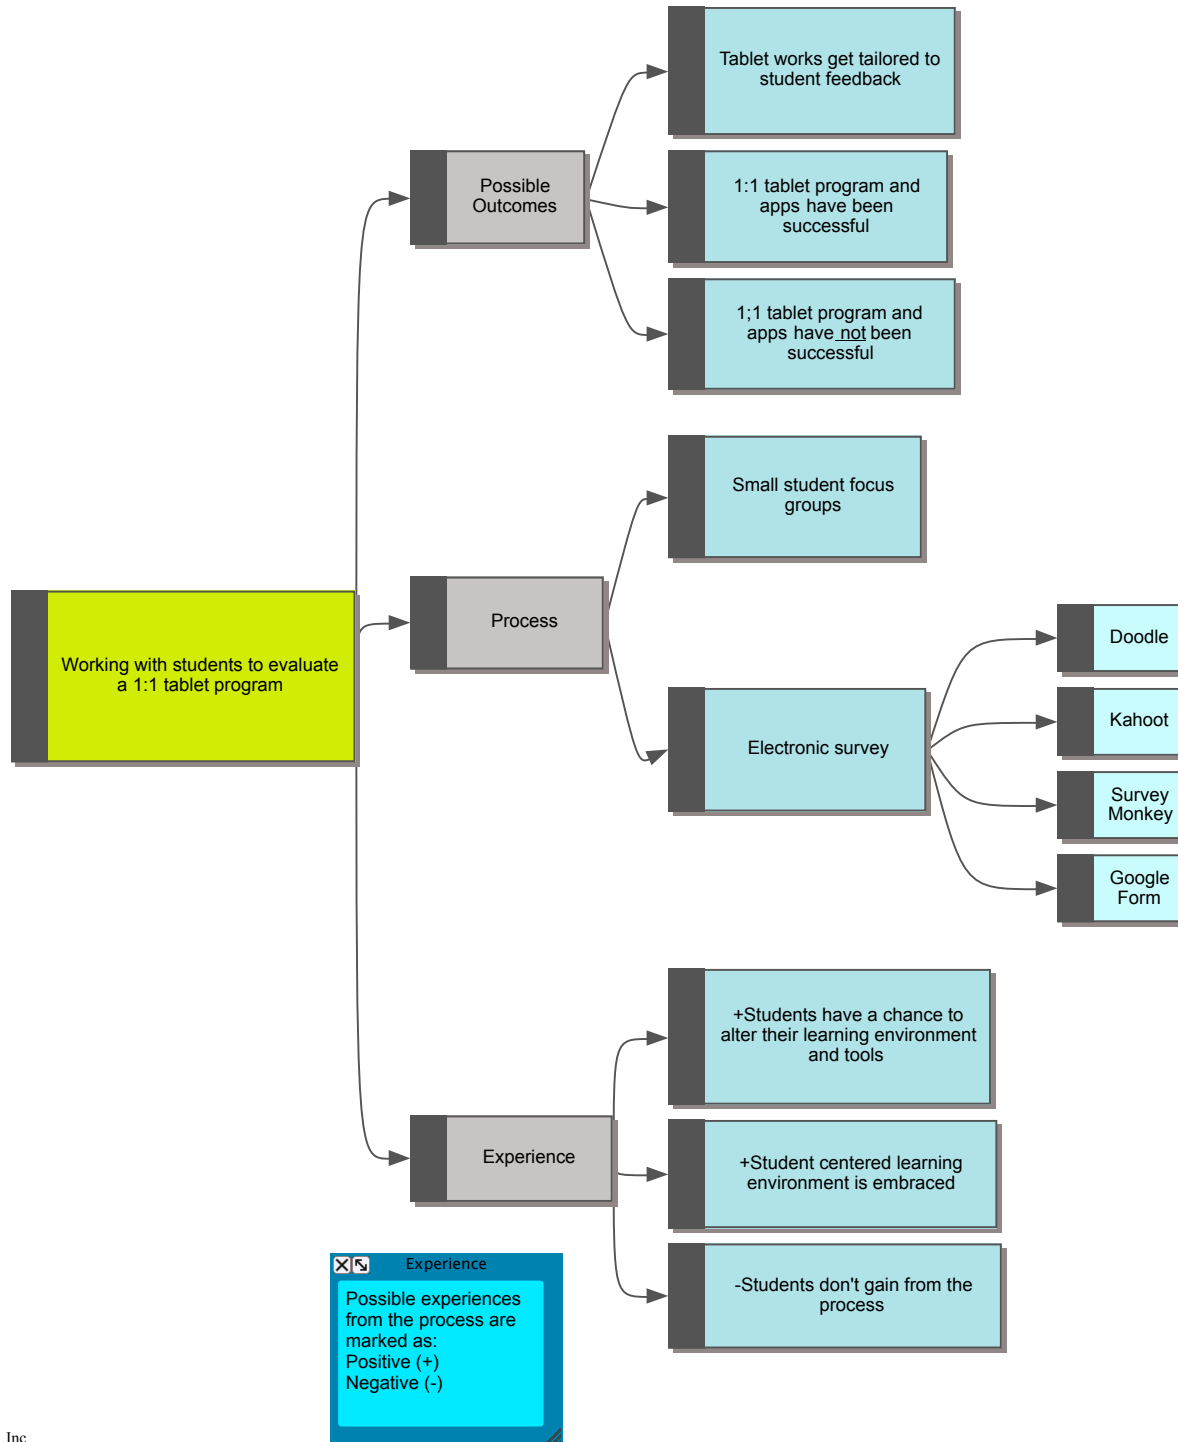 Tablet works get tailored to
student feedback
Possible
Outcomes
1:1 tablet program and
apps have been
successful
1;1 tablet program and
apps have not been
successful
Small student focus
groups
Process
Working with students to evaluate
a 1:1 tablet program
Electronic survey
Doodle
Kahoot
Survey
Monkey
Google
Form
+Students have a chance to
alter their learning environment
and tools
Experience
+Student centered learning
environment is embraced
-Students don't gain from the
process
Experience
Possible experiences
from the process are
marked as:
Positive (+)
Negative (-)
Inc